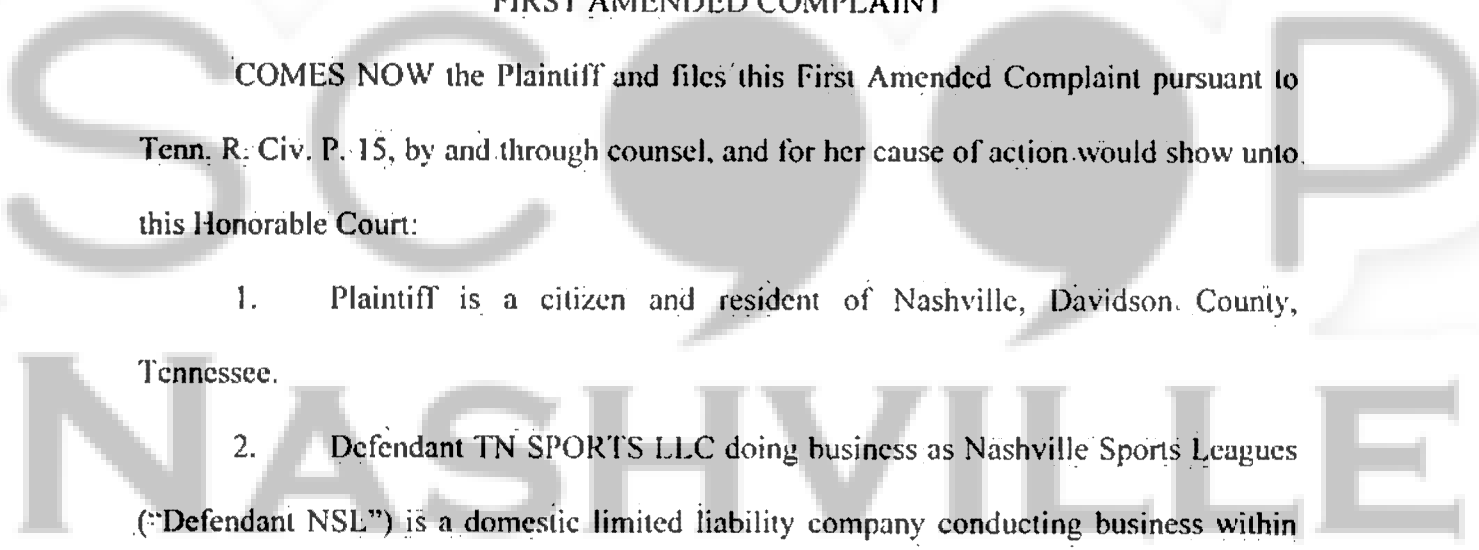 FIRST AMENDED COMPLAINT
COMES NOW the Plaintiff and files this First Amended Complaint pursuant to
Tenn. R. Civ. P. 15, by and through counsel, and for her cause of action would show unto
this Honorable Court:
1. Plaintiff is a citizen and resident of Nashville, Davidson County,
Tennessee.
2. Defendant TN SPORTS LLC doing business as Nashville Sports Leagues
("Defendant NSL") is a domestic limited liability company conducting business within
SCOOP
NASHVILLE